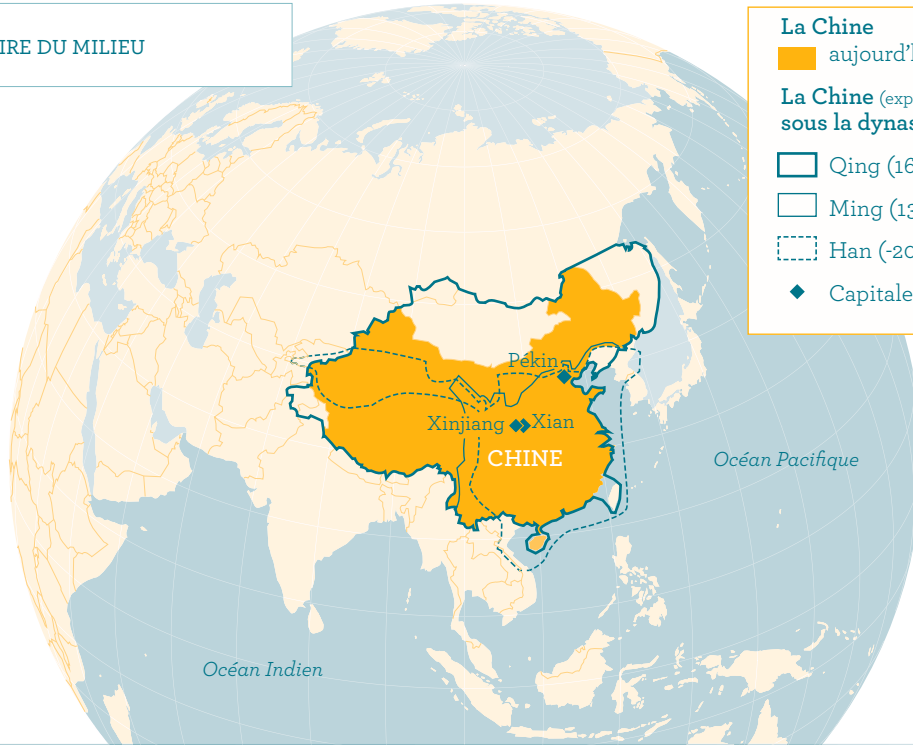 IRE DU MILIEU
La Chine
aujourd'h
La Chine (exp
sous la dynas
Qing (16
Ming (13
Han (-20
Capitale
Pékin
Xinjiang
Xian
CHINE
Océan Pacifique
Océan Indien